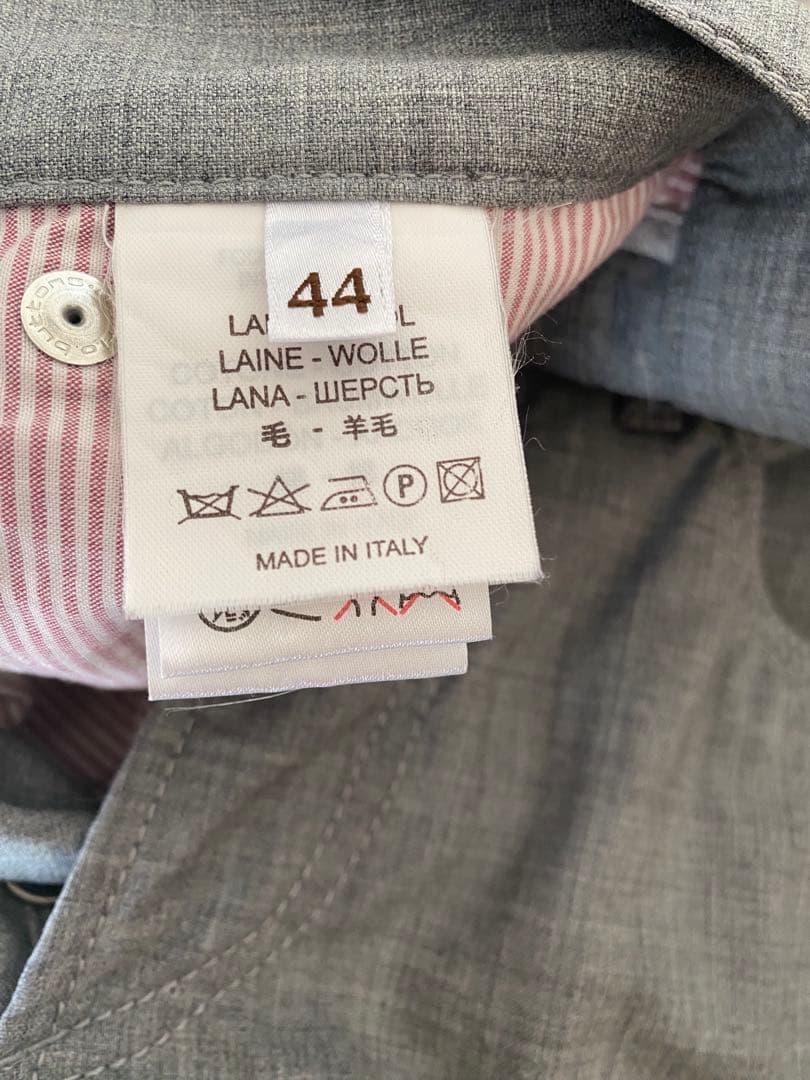 44
LAINE - WOLLE
LANA - ШЕРСТЬ
毛 - 羊毛
P
MADE IN ITALY